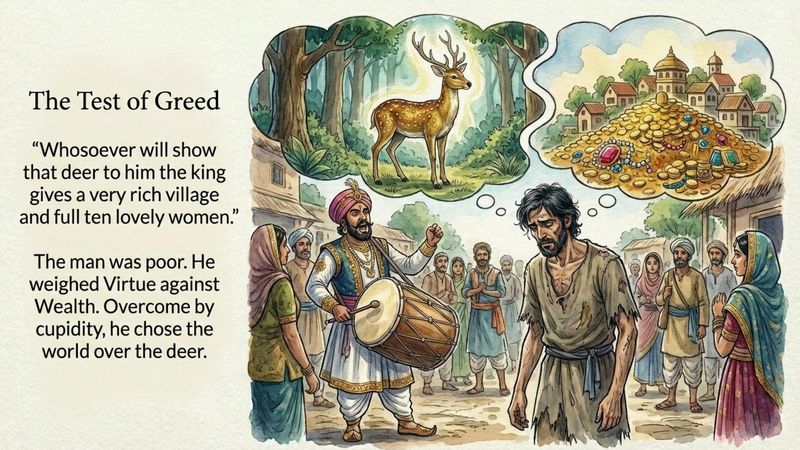 The Test of Greed
“Whosoever will show
that deer to him the king
gives a very rich village
and full ten lovely women.”
The man was poor. He
weighed Virtue against
Wealth. Overcome by
cupidity, he chose the
world over the deer.